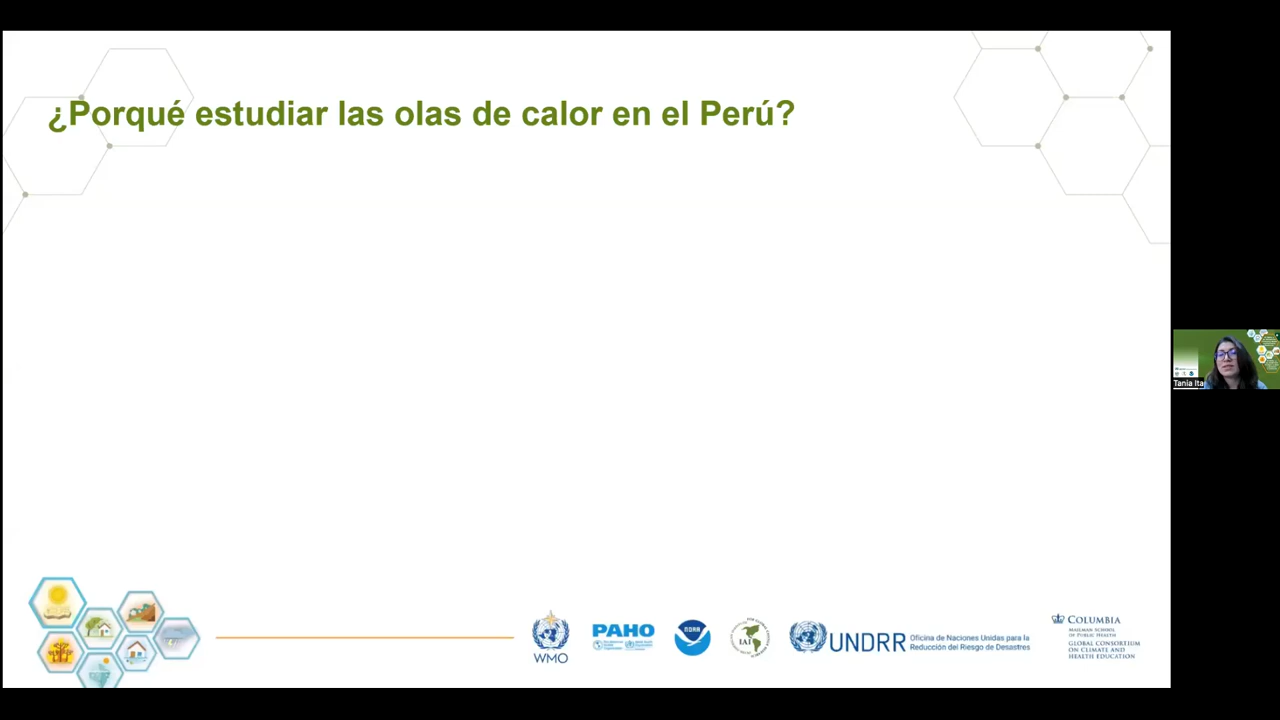 ¿Porqué estudiar las olas de calor en el Perú?
Tania Ita
WMO
PAHO
NOAA
IAI
UNDRR
Oficina de Naciones Unidas para la
Reducción del Riesgo de Desastres
COLUMBIA
MAILMAN SCHOOL
OF PUBLIC HEALTH
GLOBAL CONSORTIUM
ON CLIMATE AND
HEALTH EDUCATION